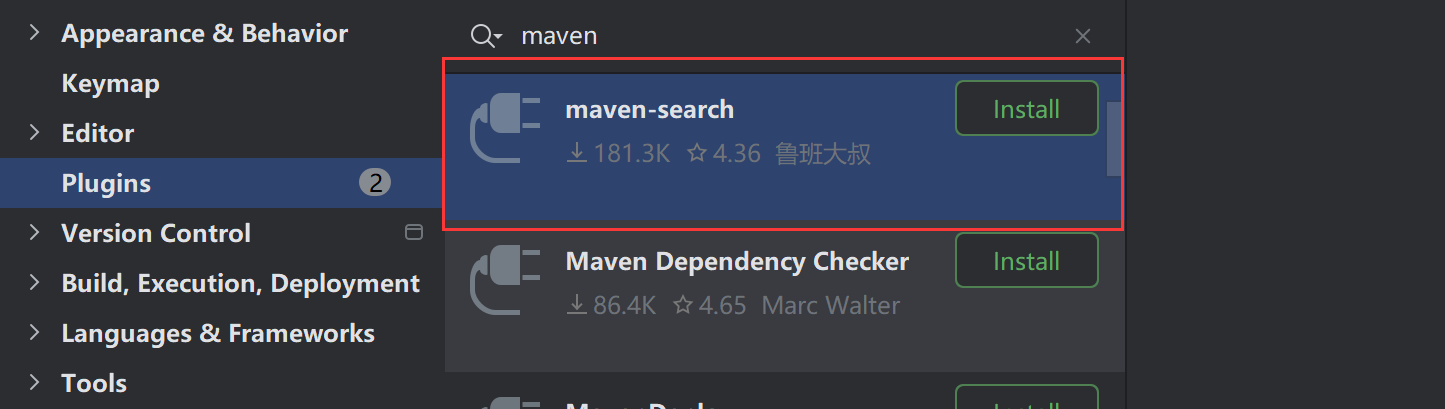 Appearance & Behavior
Keymap
Editor
Plugins 2
Version Control
Build, Execution, Deployment
Languages & Frameworks
Tools
maven
maven-search Install
181.3K 4.36 鲁班大叔
Maven Dependency Checker Install
86.4K 4.65 Marc Walter
Install